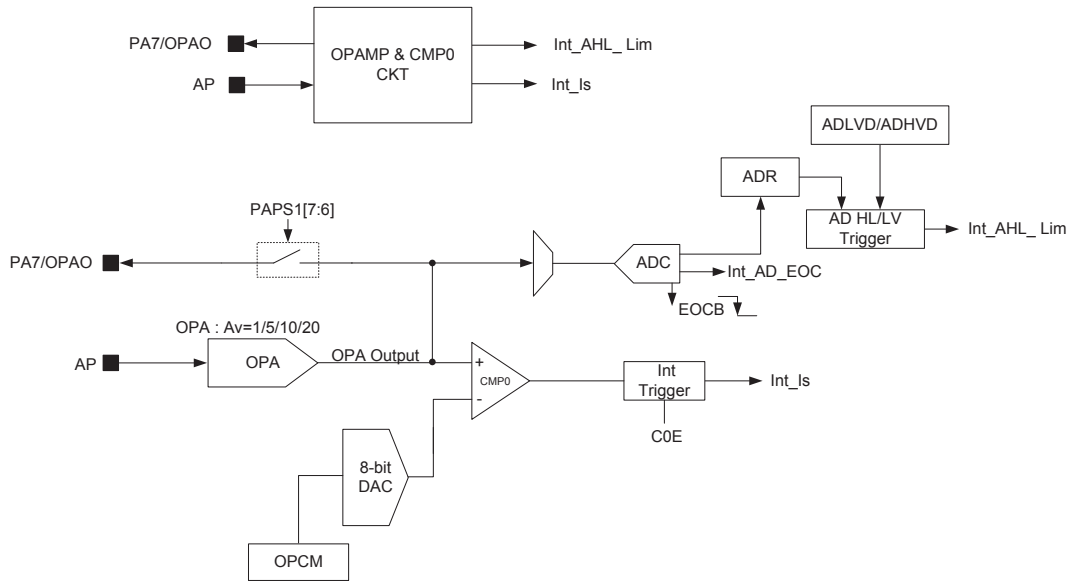 PA7/OPAO
AP
OPAMP & CMP0
CKT
Int_AHL_ Lim
Int_Is
ADLVD/ADHVD
ADR
PAPS1[7:6]
AD HL/LV
Trigger
Int_AHL_ Lim
PA7/OPAO
ADC
Int_AD_EOC
EOCB
OPA : Av=1/5/10/20
AP
OPA
OPA Output
+
CMP0
-
Int
Trigger
Int_Is
C0E
8-bit
DAC
OPCM